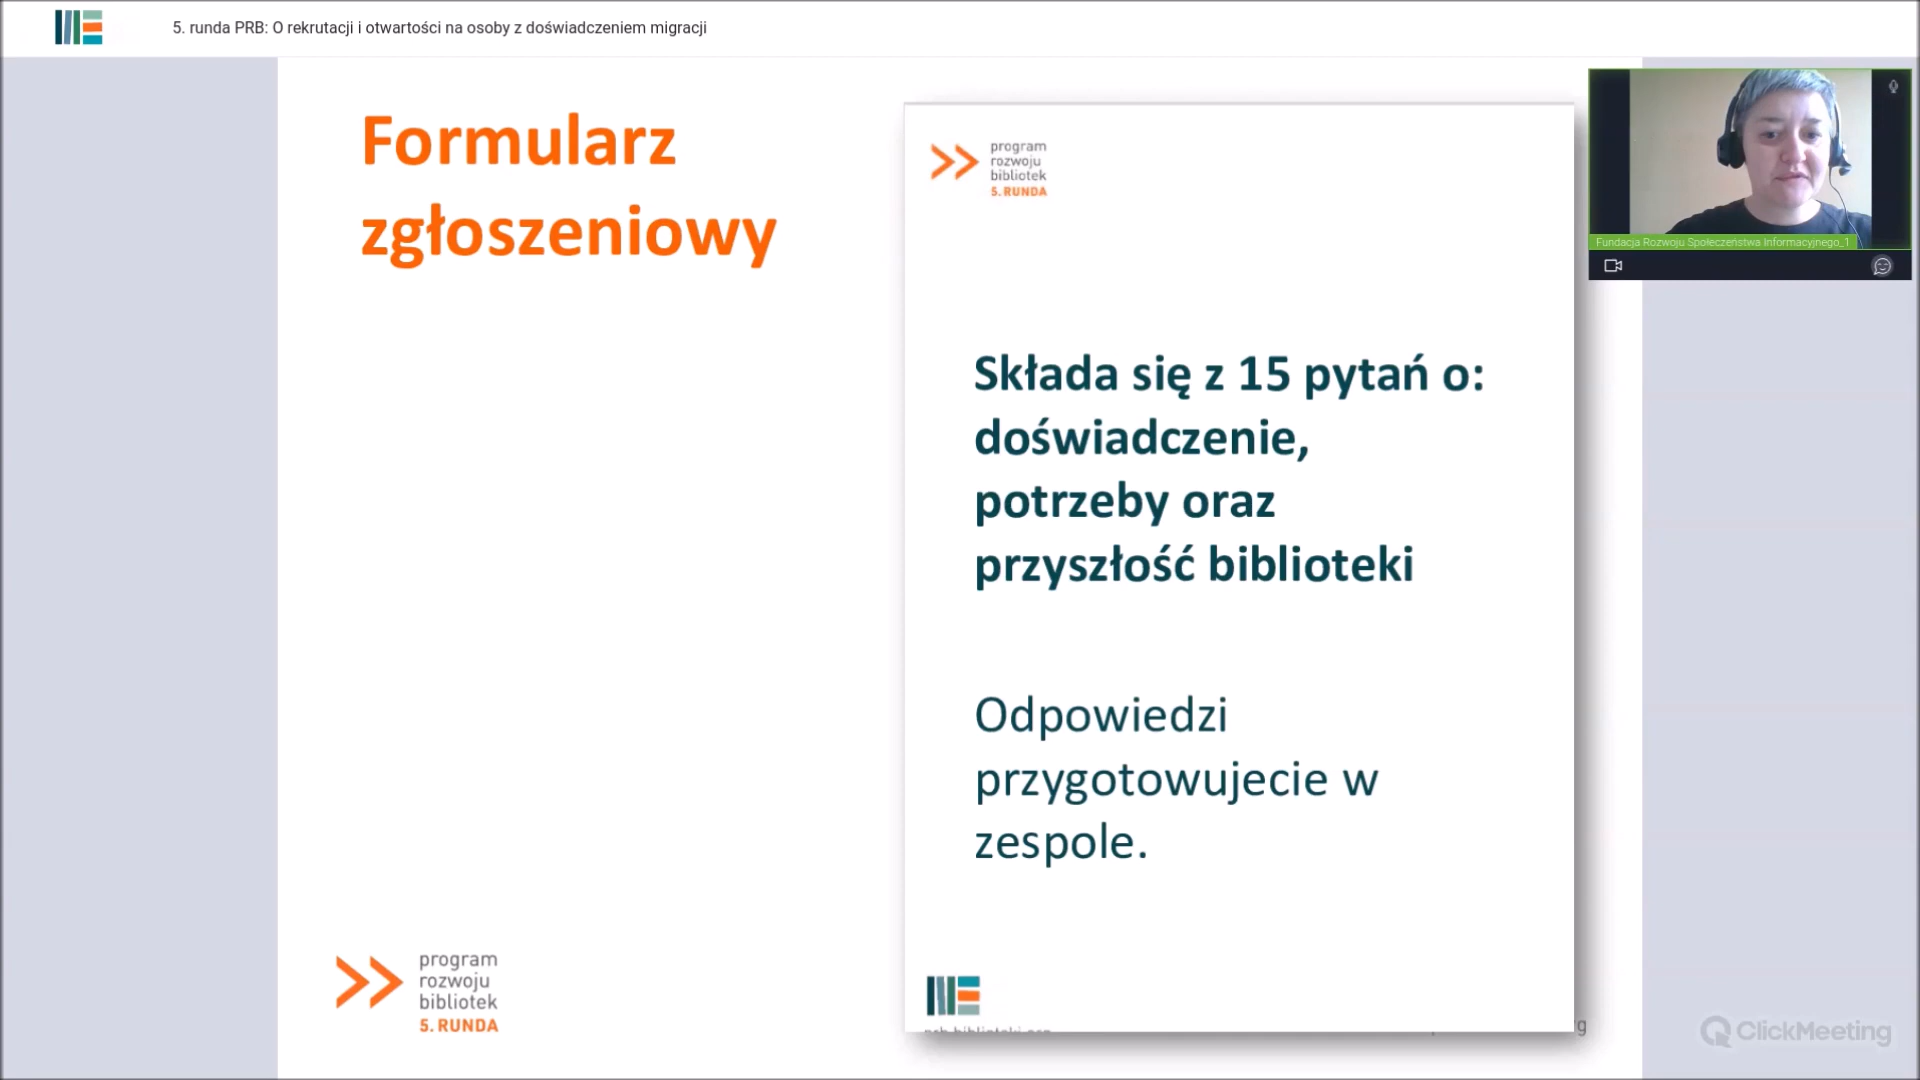 5. runda PRB: O rekrutacji i otwartości na osoby z doświadczeniem migracji
Formularz
zgłoszeniowy
program
rozwoju
bibliotek
5. RUNDA
Składa się z 15 pytań o:
doświadczenie,
potrzeby oraz
przyszłość biblioteki
Odpowiedzi
przygotowujecie w
zespole.
program
rozwoju
bibliotek
5. RUNDA
Fundacja Rozwoju Społeczeństwa Informacyjnego_1
ClickMeeting